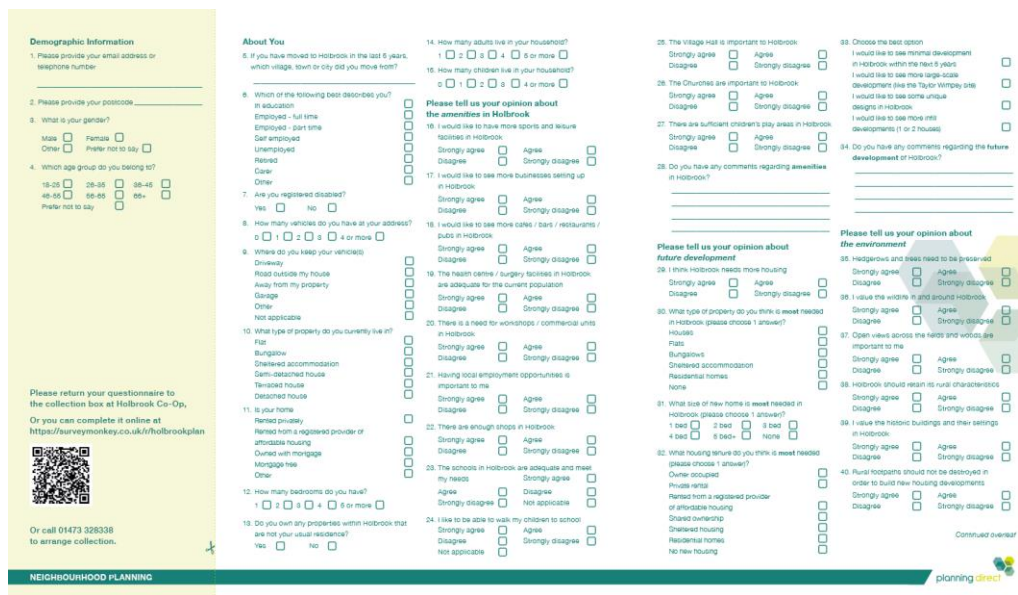 Demographic Information
1. Please provide your email address or
telephone number
2. Please provide your postcode
3. What is your gender?
Male Female
Other Prefer not to say
4. Which age group do you belong to?
18-25 26-35 36-45
46-55 56-65 66+
Prefer not to say
Please return your questionnaire to
the collection box at Holbrook Co-Op,
Or you can complete it online at
https://surveymonkey.co.uk/r/holbrookplan
Or call 01473 328338
to arrange collection.
About You
5. If you have moved to Holbrook in the last 5 years,
which village, town or city did you move from?
6. Which of the following best describes you?
In education
Employed - full time
Employed - part time
Self employed
Unemployed
Retired
Carer
Other
7. Are you registered disabled?
Yes No
8. How many vehicles do you have at your address?
0 1 2 3 4 or more
9. Where do you keep your vehicle(s)
Driveway
Road outside my house
Away from my property
Garage
Other
Not applicable
10. What type of property do you currently live in?
Flat
Bungalow
Sheltered accommodation
Semi-detached house
Terraced house
Detached house
11. Is your home
Rented privately
Rented from a registered provider of
affordable housing
Owned with mortgage
Mortgage free
Other
12. How many bedrooms do you have?
1 2 3 4 5 or more
13. Do you own any properties within Holbrook that
are not your usual residence?
Yes No
14. How many adults live in your household?
1 2 3 4 5 or more
15. How many children live in your household?
0 1 2 3 4 or more
Please tell us your opinion about
the amenities in Holbrook
16. I would like to have more sports and leisure
facilities in Holbrook
Strongly agree Agree
Disagree Strongly disagree
17. I would like to see more businesses setting up
in Holbrook
Strongly agree Agree
Disagree Strongly disagree
18. I would like to see more cafes / bars / restaurants /
pubs in Holbrook
Strongly agree Agree
Disagree Strongly disagree
19. The health centre / surgery facilities in Holbrook
are adequate for the current population
Strongly agree Agree
Disagree Strongly disagree
20. There is a need for workshops / commercial units
in Holbrook
Strongly agree Agree
Disagree Strongly disagree
21. Having local employment opportunities is
important to me
Strongly agree Agree
Disagree Strongly disagree
22. There are enough shops in Holbrook
Strongly agree Agree
Disagree Strongly disagree
23. The schools in Holbrook are adequate and meet
my needs Strongly agree
Agree Disagree
Strongly disagree Not applicable
24. I like to be able to walk my children to school
Strongly agree Agree
Disagree Strongly disagree
Not applicable
25. The Village Hall is important to Holbrook
Strongly agree Agree
Disagree Strongly disagree
26. The Churches are important to Holbrook
Strongly agree Agree
Disagree Strongly disagree
27. There are sufficient children's play areas in Holbrook
Strongly agree Agree
Disagree Strongly disagree
28. Do you have any comments regarding amenities
in Holbrook?
Please tell us your opinion about
future development
29. I think Holbrook needs more housing
Strongly agree Agree
Disagree Strongly disagree
30. What type of property do you think is most needed
in Holbrook (please choose 1 answer)?
Houses
Flats
Bungalows
Sheltered accommodation
Residential homes
None
31. What size of new home is most needed in
Holbrook (please choose 1 answer)?
1 bed 2 bed 3 bed
4 bed 5 bed+ None
32. What housing tenure do you think is most needed
(please choose 1 answer)?
Owner occupied
Private rental
Rented from a registered provider
of affordable housing
Shared ownership
Sheltered housing
Residential homes
No new housing
33. Choose the best option
I would like to see minimal development
in Holbrook within the next 5 years
I would like to see more large-scale
development (like the Taylor Wimpey site)
I would like to see some unique
designs in Holbrook
I would like to see more infill
developments (1 or 2 houses)
34. Do you have any comments regarding the future
development of Holbrook?
Please tell us your opinion about
the environment
35. Hedgerows and trees need to be preserved
Strongly agree Agree
Disagree Strongly disagree
36. I value the wildlife in and around Holbrook
Strongly agree Agree
Disagree Strongly disagree
37. Open views across the fields and woods are
important to me
Strongly agree Agree
Disagree Strongly disagree
38. Holbrook should retain its rural characteristics
Strongly agree Agree
Disagree Strongly disagree
39. I value the historic buildings and their settings
in Holbrook
Strongly agree Agree
Disagree Strongly disagree
40. Rural footpaths should not be destroyed in
order to build new housing developments
Strongly agree Agree
Disagree Strongly disagree
Continued overleaf
NEIGHBOURHOOD PLANNING
planning direct